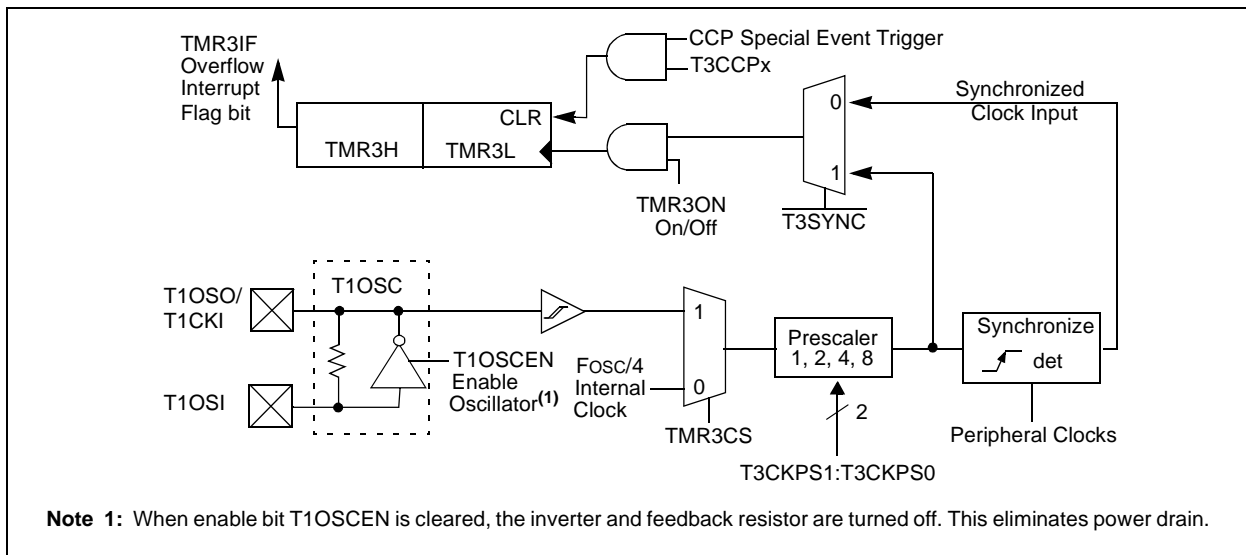 TMR3IF
Overflow
Interrupt
Flag bit
CCP Special Event Trigger
T3CCPx
CLR
TMR3H
TMR3L
TMR3ON
On/Off
0
1
T3SYNC
Synchronized
Clock Input
T1OSO/
T1CKI
T1OSI
T1OSC
T1OSCEN
Enable
Oscillator(1)
FOSC/4
Internal
Clock
1
0
TMR3CS
Prescaler
1, 2, 4, 8
2
T3CKPS1:T3CKPS0
Synchronize
det
Peripheral Clocks
Note 1: When enable bit T1OSCEN is cleared, the inverter and feedback resistor are turned off. This eliminates power drain.